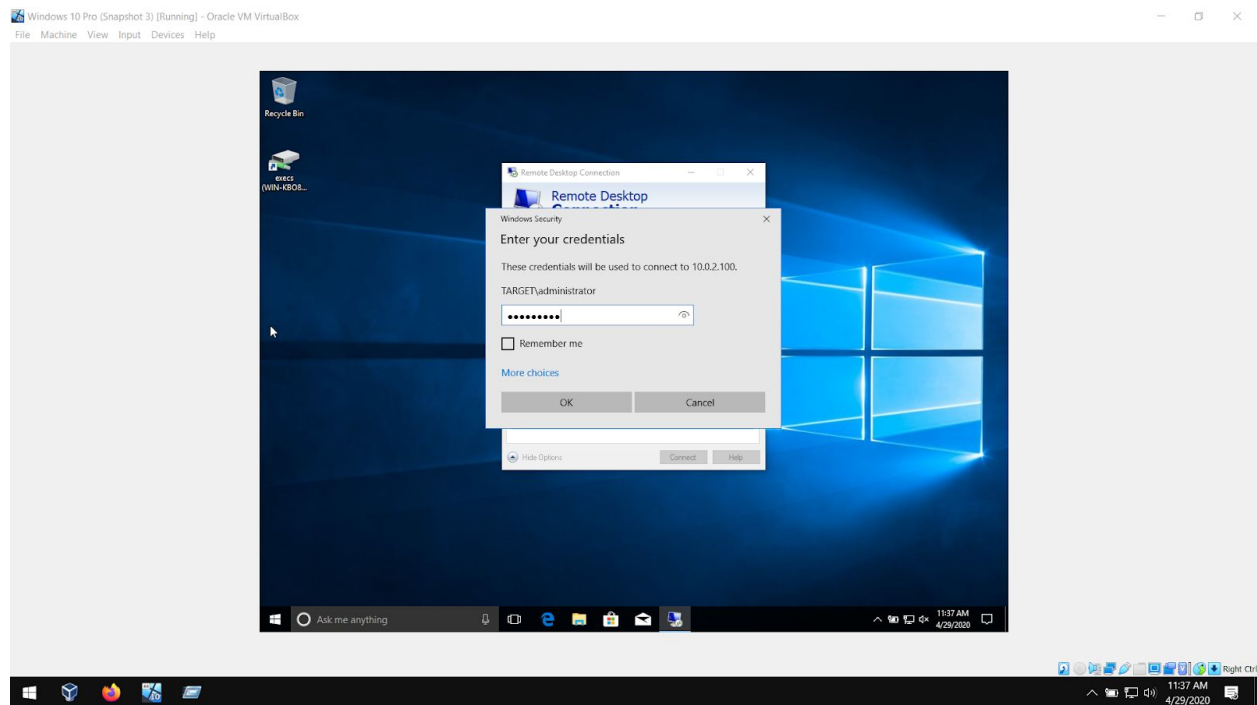 Windows 10 Pro (Snapshot 3) [Running] - Oracle VM VirtualBox
File Machine View Input Devices Help
Recycle Bin
execs
(WIN-KBO8...
Remote Desktop Connection
Remote Desktop
Connection
Windows Security
Enter your credentials
These credentials will be used to connect to 10.0.2.100.
TARGET\administrator
•••••••••
Remember me
More choices
OK Cancel
Hide Options Connect Help
Ask me anything
11:37 AM
4/29/2020
Right Ctrl
11:37 AM
4/29/2020